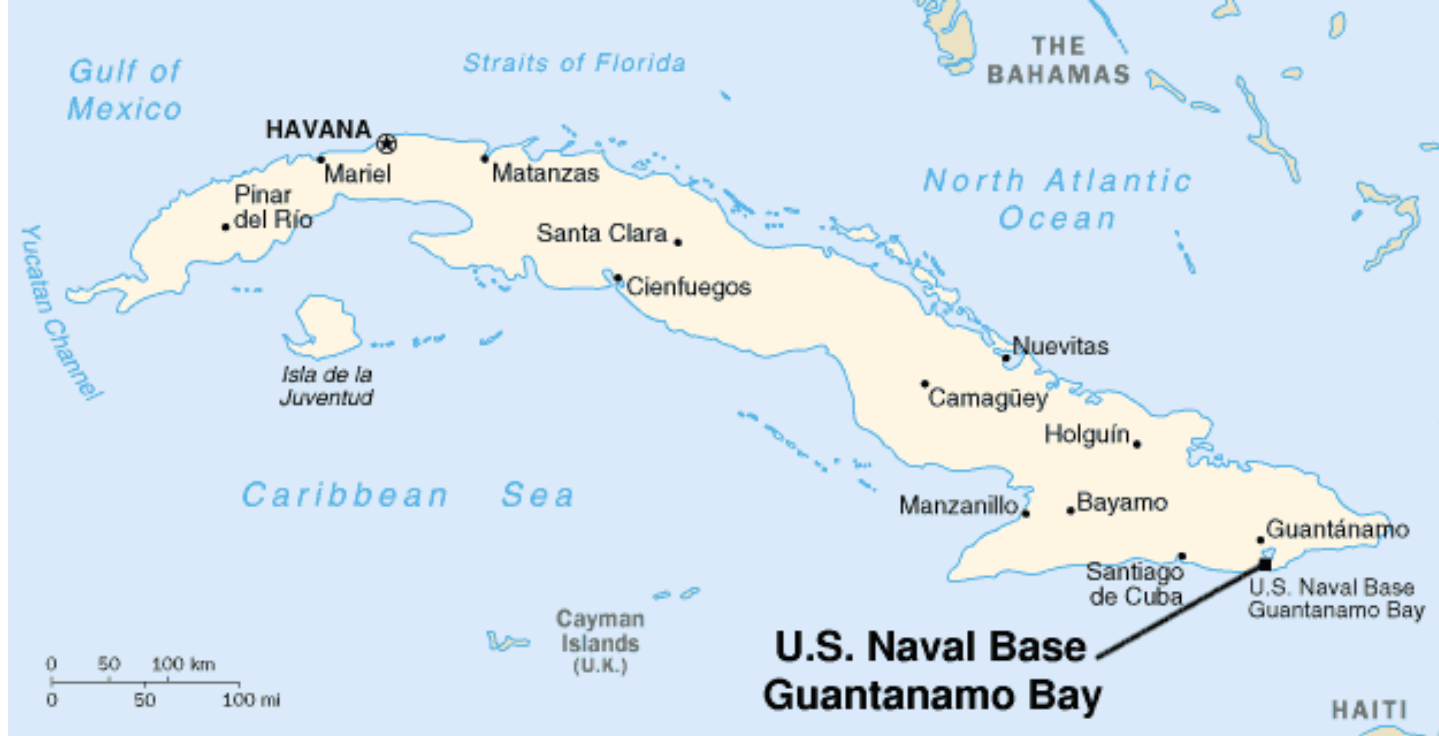 THE
BAHAMAS
Gulf of
Mexico
Straits of Florida
HAVANA
Mariel
Matanzas
North Atlantic
Ocean
Pinar
del Río
Santa Clara
Cienfuegos
Yucatan Channel
Isla de la
Juventud
Nuevitas
Camagüey
Holguín
Caribbean Sea
Manzanillo
Bayamo
Guantánamo
Santiago
de Cuba
U.S. Naval Base
Guantanamo Bay
Cayman
Islands
(U.K.)
U.S. Naval Base
Guantanamo Bay
0 50 100 km
0 50 100 mi
HAITI